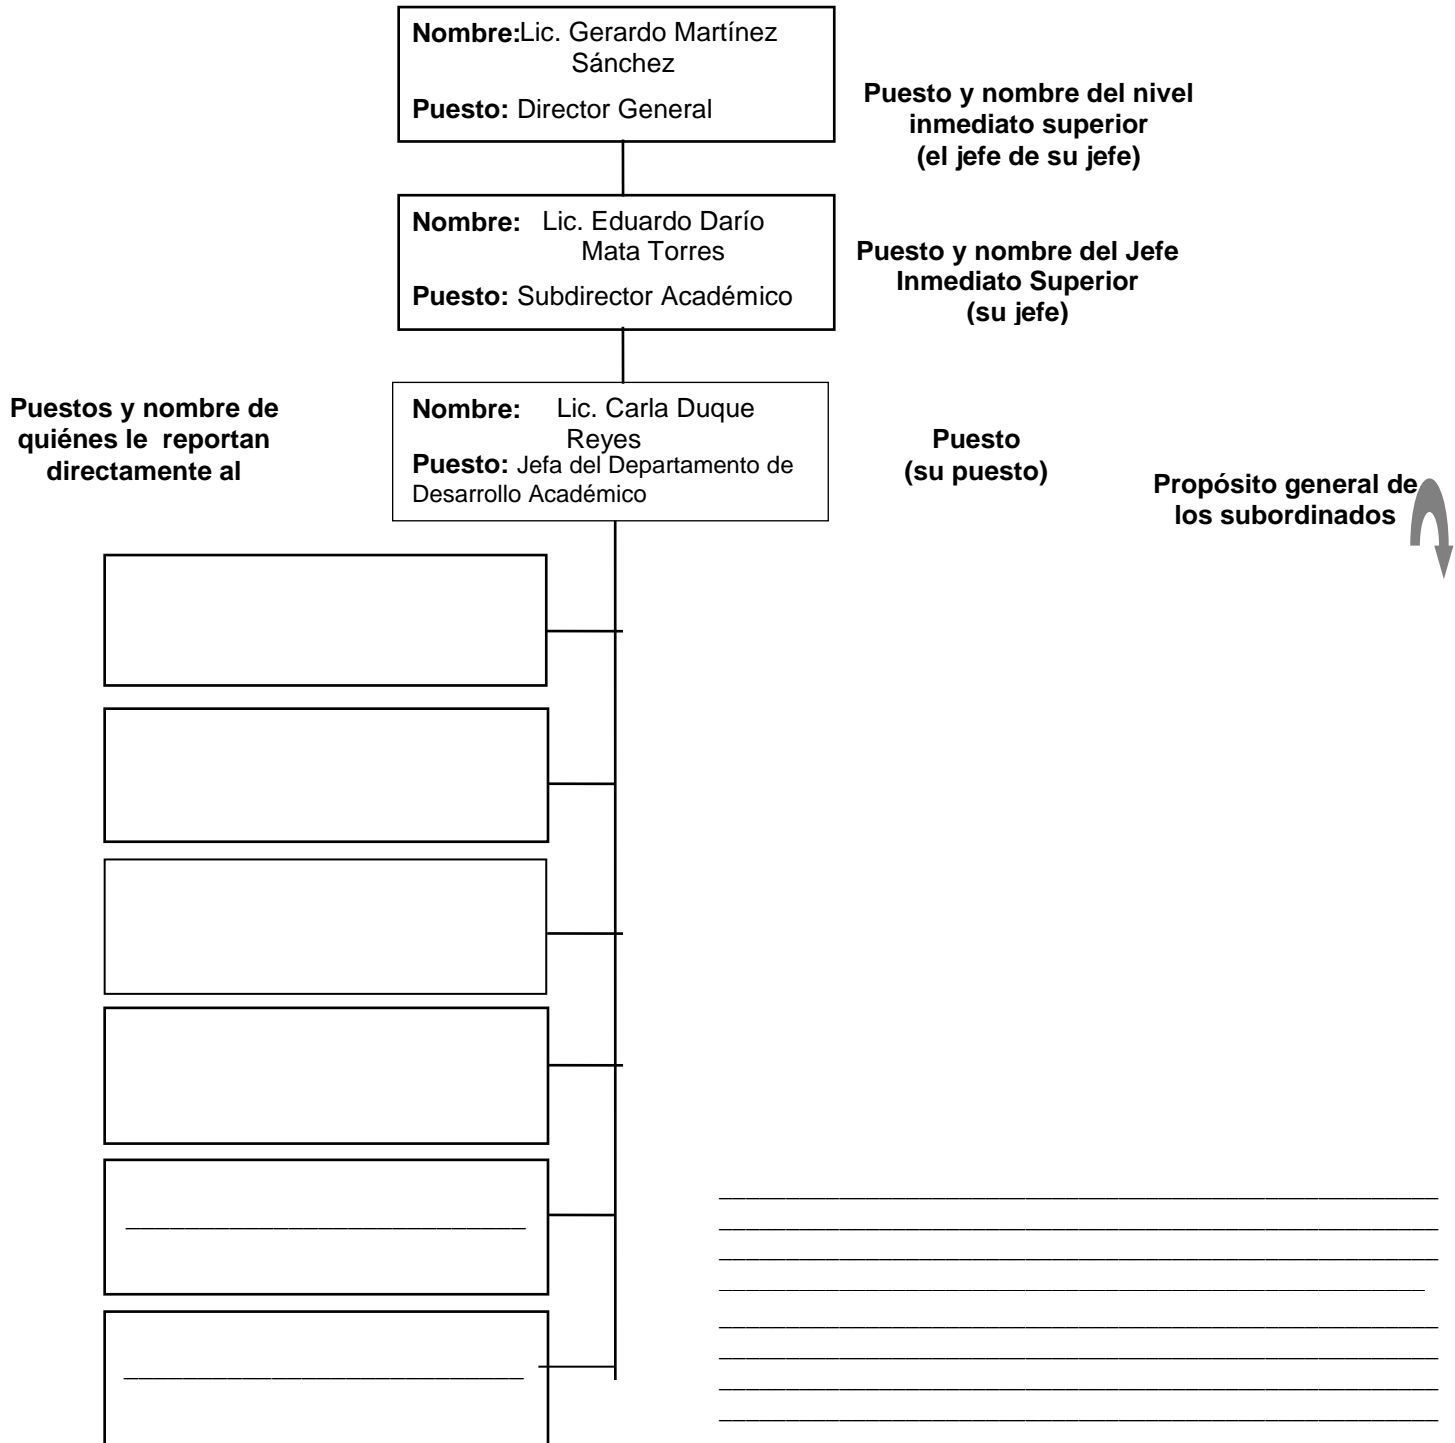 Nombre:Lic. Gerardo Martínez
Sánchez
Puesto: Director General
Puesto y nombre del nivel
inmediato superior
(el jefe de su jefe)
Nombre: Lic. Eduardo Darío
Mata Torres
Puesto: Subdirector Académico
Puesto y nombre del Jefe
Inmediato Superior
(su jefe)
Puestos y nombre de
quiénes le reportan
directamente al
Nombre: Lic. Carla Duque
Reyes
Puesto: Jefa del Departamento de
Desarrollo Académico
Puesto
(su puesto)
Propósito general de
los subordinados